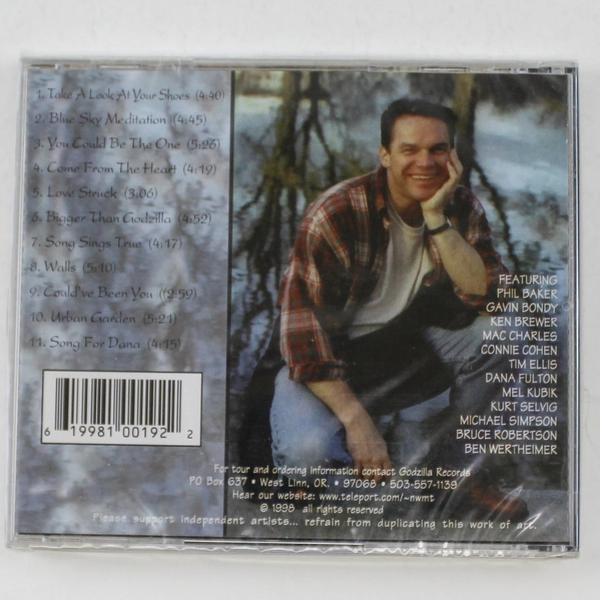 1. Take A Look At Your Shoes (4:40)
2. Blue Sky Meditation (4:45)
3. You Could Be The One (5:26)
4. Come From The Heart (4:19)
5. Love Struck (3:06)
6. Bigger Than Godzilla (4:52)
7. Song Sings True (4:17)
8. Walls (5:10)
9. Could've Been You ((2:59)
10. Urban Garden (5:21)
11. Song For Dana (4:15)
6 19981 00192 2
FEATURING
PHIL BAKER
GAVIN BONDY
KEN BREWER
MAC CHARLES
CONNIE COHEN
TIM ELLIS
DANA FULTON
MEL KUBIK
KURT SELVIG
MICHAEL SIMPSON
BRUCE ROBERTSON
BEN WERTHEIMER
For tour and ordering information contact Godzilla Records
PO Box 637 • West Linn, OR. • 97068 • 503-557-1139
Hear our website: www.teleport.com/~nwmt
© 1998 all rights reserved
Please support independent artists... refrain from duplicating this work of art.